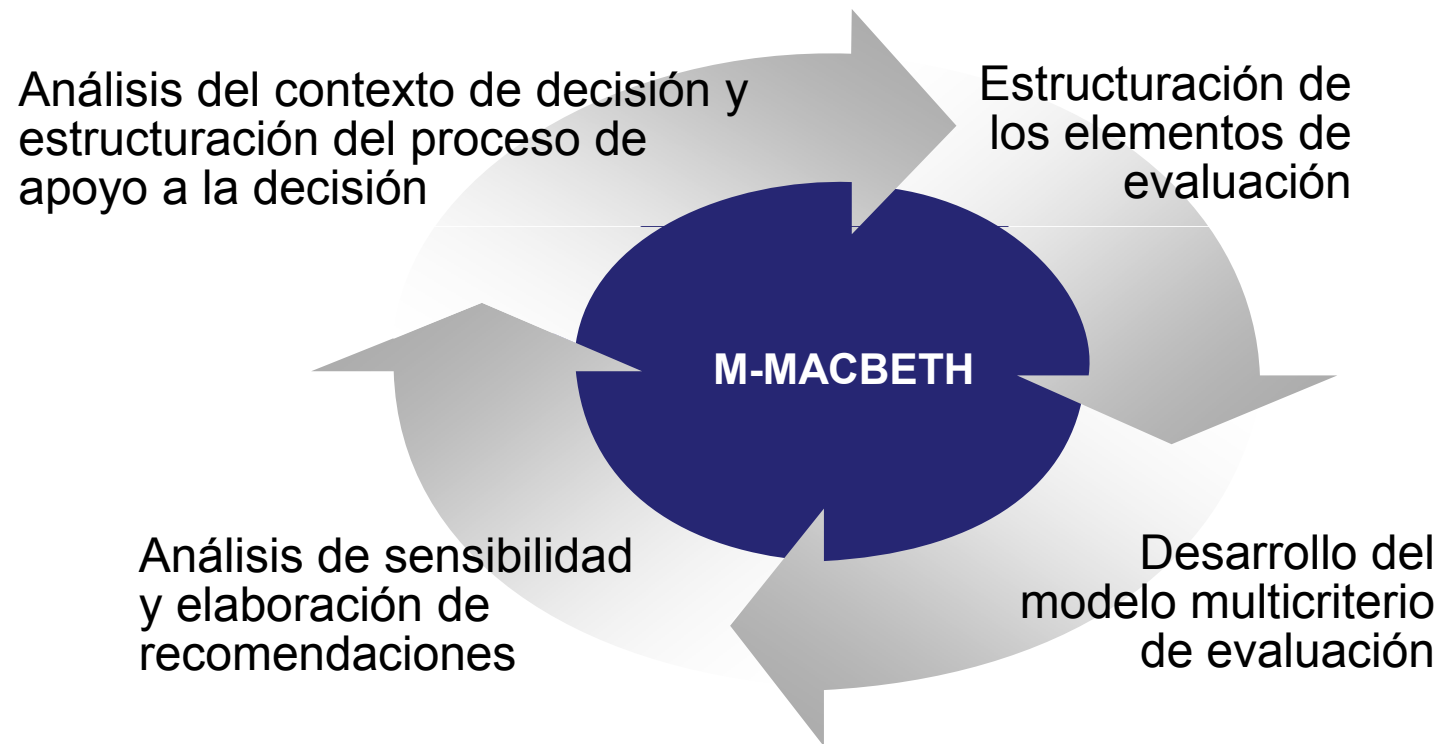 Análisis del contexto de decisión y
estructuración del proceso de
apoyo a la decisión
Estructuración de
los elementos de
evaluación
M-MACBETH
Análisis de sensibilidad
y elaboración de
recomendaciones
Desarrollo del
modelo multicriterio
de evaluación